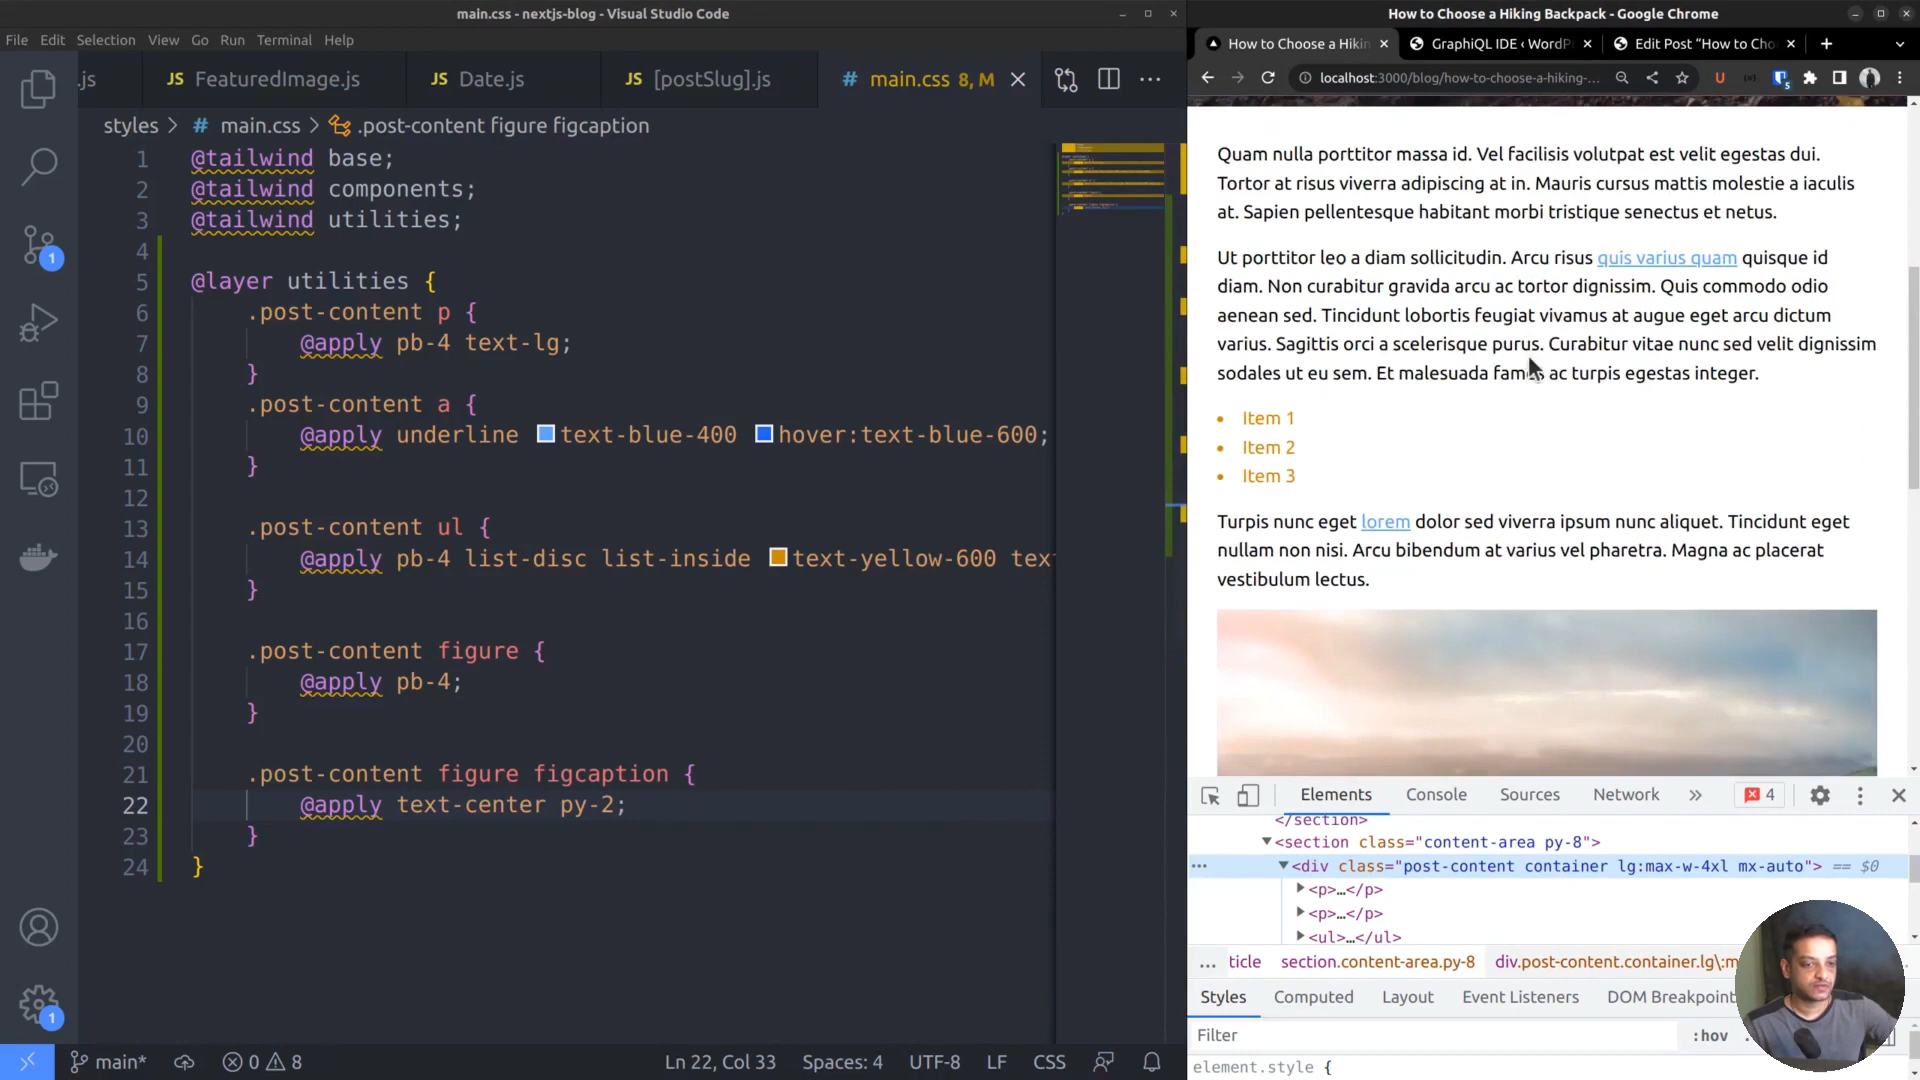 main.css - nextjs-blog - Visual Studio Code
File Edit Selection View Go Run Terminal Help
.js
JS FeaturedImage.js
JS Date.js
JS [postSlug].js
# main.css 8, M
styles > # main.css > .post-content figure figcaption
1 @tailwind base;
2 @tailwind components;
3 @tailwind utilities;
4
5 @layer utilities {
6 .post-content p {
7 @apply pb-4 text-lg;
8 }
9 .post-content a {
10 @apply underline text-blue-400 hover:text-blue-600;
11 }
12
13 .post-content ul {
14 @apply pb-4 list-disc list-inside text-yellow-600 tex
15 }
16
17 .post-content figure {
18 @apply pb-4;
19 }
20
21 .post-content figure figcaption {
22 @apply text-center py-2;
23 }
24 }
1
1
main* 0 8 Ln 22, Col 33 Spaces: 4 UTF-8 LF CSS
How to Choose a Hiking Backpack - Google Chrome
How to Choose a Hikin
GraphiQL IDE ‹ WordP
Edit Post “How to Cho
localhost:3000/blog/how-to-choose-a-hiking-...
Quam nulla porttitor massa id. Vel facilisis volutpat est velit egestas dui.
Tortor at risus viverra adipiscing at in. Mauris cursus mattis molestie a iaculis
at. Sapien pellentesque habitant morbi tristique senectus et netus.
Ut porttitor leo a diam sollicitudin. Arcu risus quis varius quam quisque id
diam. Non curabitur gravida arcu ac tortor dignissim. Quis commodo odio
aenean sed. Tincidunt lobortis feugiat vivamus at augue eget arcu dictum
varius. Sagittis orci a scelerisque purus. Curabitur vitae nunc sed velit dignissim
sodales ut eu sem. Et malesuada fames ac turpis egestas integer.
• Item 1
• Item 2
• Item 3
Turpis nunc eget lorem dolor sed viverra ipsum nunc aliquet. Tincidunt eget
nullam non nisi. Arcu bibendum at varius vel pharetra. Magna ac placerat
vestibulum lectus.
Elements Console Sources Network » 4
</section>
<section class="content-area py-8">
<div class="post-content container lg:max-w-4xl mx-auto"> == $0
<p>…</p>
<p>…</p>
<ul>…</ul>
... ticle section.content-area.py-8 div.post-content.container.lg\:m
Styles Computed Layout Event Listeners DOM Breakpoint
Filter :hov
element.style {